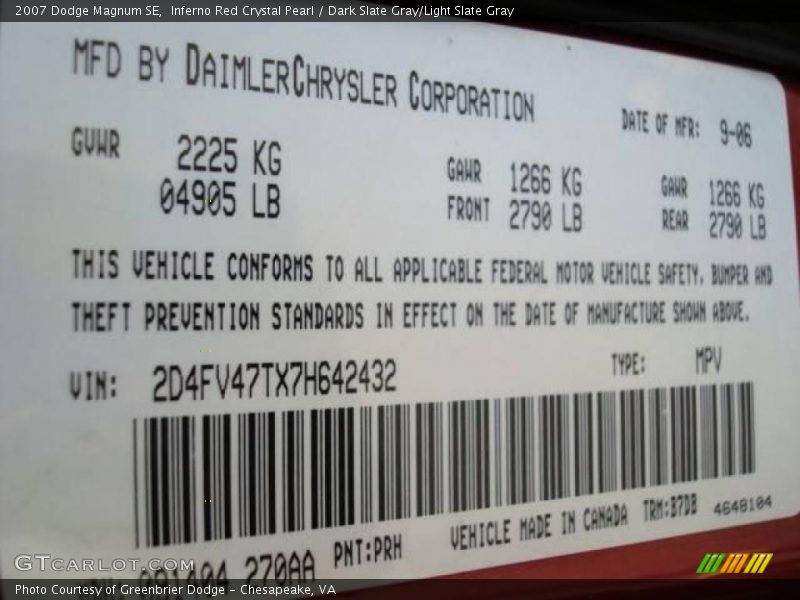 2007 Dodge Magnum SE,  Inferno Red Crystal Pearl / Dark Slate Gray/Light Slate Gray
MFD BY DAIMLERCHRYSLER CORPORATION
DATE OF MFR: 9-06
GVWR 2225 KG GAWR 1266 KG GAWR 1266 KG
04905 LB FRONT 2790 LB REAR 2790 LB
THIS VEHICLE CONFORMS TO ALL APPLICABLE FEDERAL MOTOR VEHICLE SAFETY, BUMPER AND
THEFT PREVENTION STANDARDS IN EFFECT ON THE DATE OF MANUFACTURE SHOWN ABOVE.
VIN: 2D4FV47TX7H642432 TYPE: MPV
270AA PNT:PRH VEHICLE MADE IN CANADA TRM:B7DB 4648104
GTCARLOT.COM
Photo Courtesy of Greenbrier Dodge - Chesapeake, VA